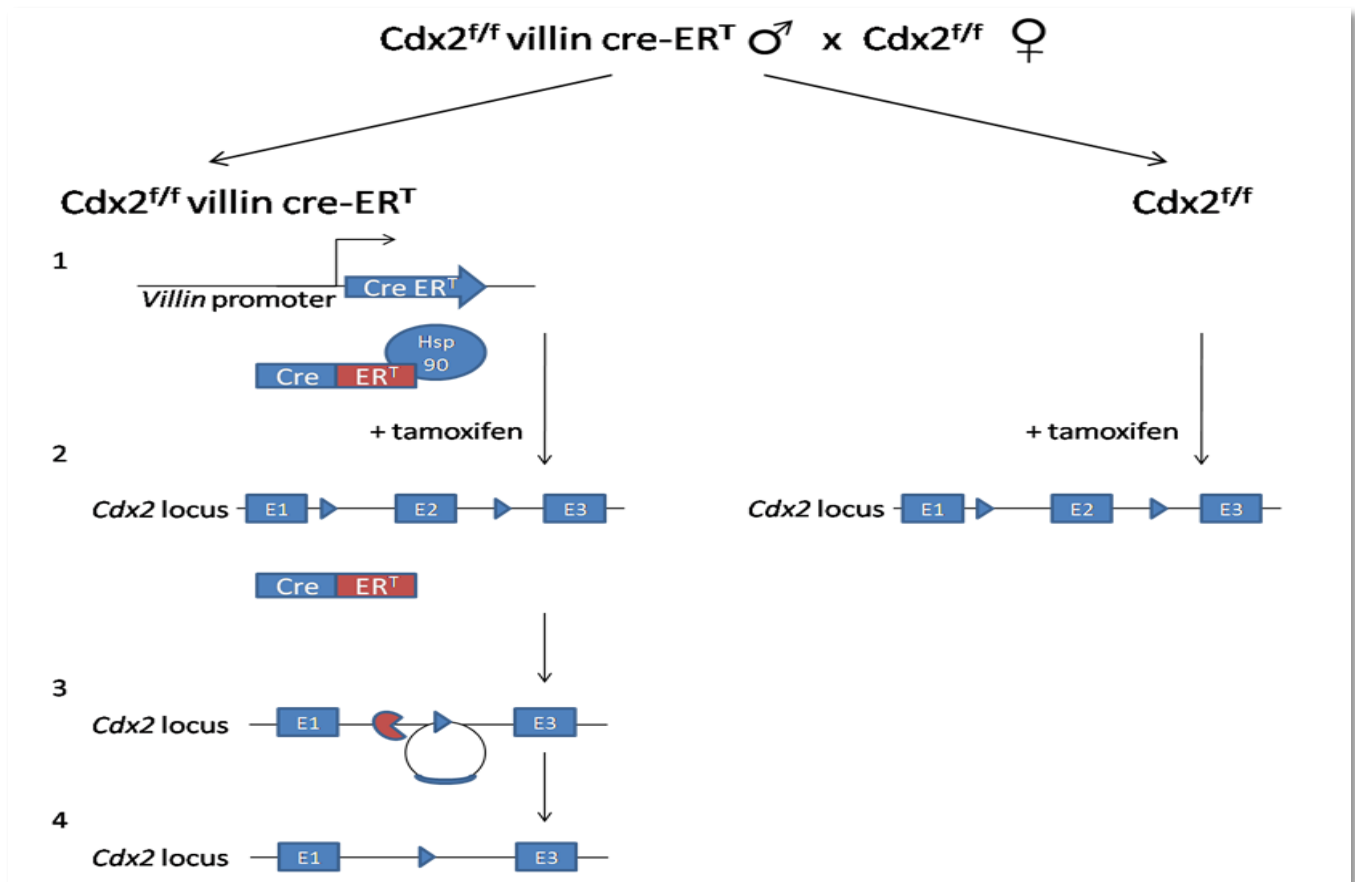 Cdx2f/f villin cre-ERT ♂ x Cdx2f/f ♀
Cdx2f/f villin cre-ERT
Cdx2f/f
1
Villin promoter
Cre ERT
Hsp
90
Cre ERT
+ tamoxifen
+ tamoxifen
2
Cdx2 locus E1 E2 E3
Cdx2 locus E1 E2 E3
Cre ERT
3
Cdx2 locus E1 E3
4
Cdx2 locus E1 E3